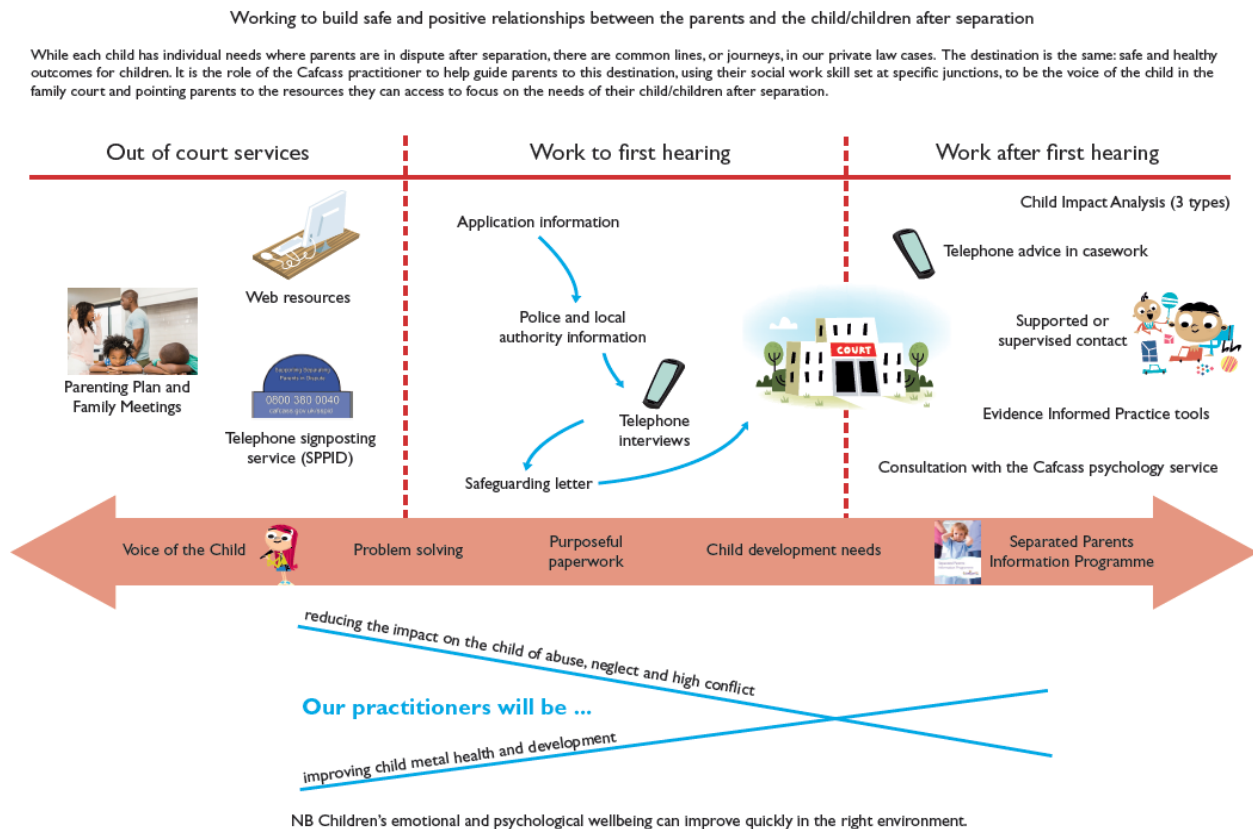 Working to build safe and positive relationships between the parents and the child/children after separation
While each child has individual needs where parents are in dispute after separation, there are common lines, or journeys, in our private law cases. The destination is the same: safe and healthy
outcomes for children. It is the role of the Cafcass practitioner to help guide parents to this destination, using their social work skill set at specific junctions, to be the voice of the child in the
family court and pointing parents to the resources they can access to focus on the needs of their child/children after separation.
Out of court services
Web resources
Parenting Plan and
Family Meetings
Supporting Separating
Parents in Dispute
0800 380 0040
Telephone signposting
service (SPPID)
Work to first hearing
Application information
Police and local
authority information
Telephone
interviews
Safeguarding letter
COURT
Work after first hearing
Child Impact Analysis (3 types)
Telephone advice in casework
Supported or
supervised contact
Evidence Informed Practice tools
Consultation with the Cafcass psychology service
Voice of the Child
Problem solving
Purposeful
paperwork
Child development needs
Separated Parents
Information Programme
reducing the impact on the child of abuse, neglect and high conflict
Our practitioners will be ...
improving child metal health and development
NB Children's emotional and psychological wellbeing can improve quickly in the right environment.